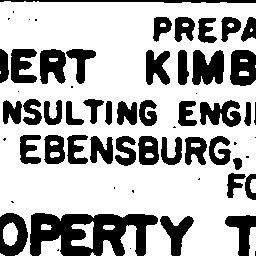 PREPA
BERT KIMB
NSULTING ENGI
EBENSBURG,
FO
OPERTY T